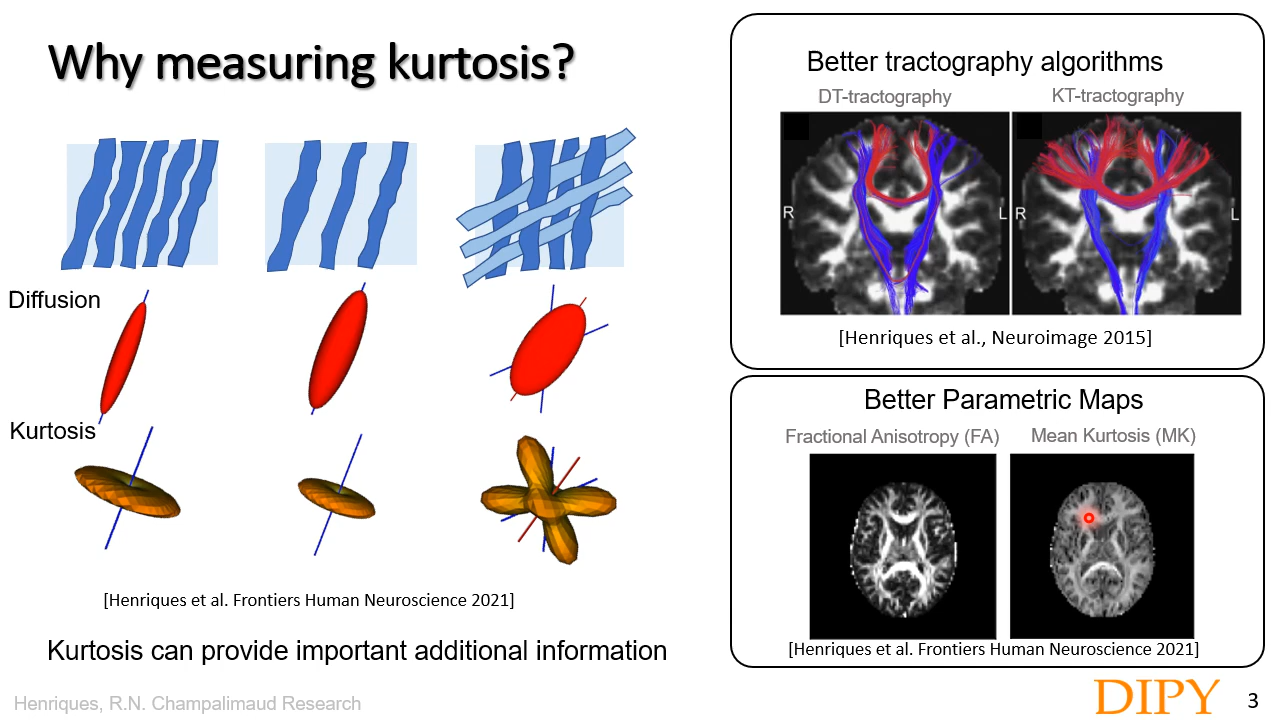 Why measuring kurtosis?
Diffusion
Kurtosis
[Henriques et al. Frontiers Human Neuroscience 2021]
Kurtosis can provide important additional information
Better tractography algorithms
DT-tractography
KT-tractography
R
L
R
L
[Henriques et al., Neuroimage 2015]
Better Parametric Maps
Fractional Anisotropy (FA)
Mean Kurtosis (MK)
[Henriques et al. Frontiers Human Neuroscience 2021]
Henriques, R.N. Champalimaud Research
DIPY
3